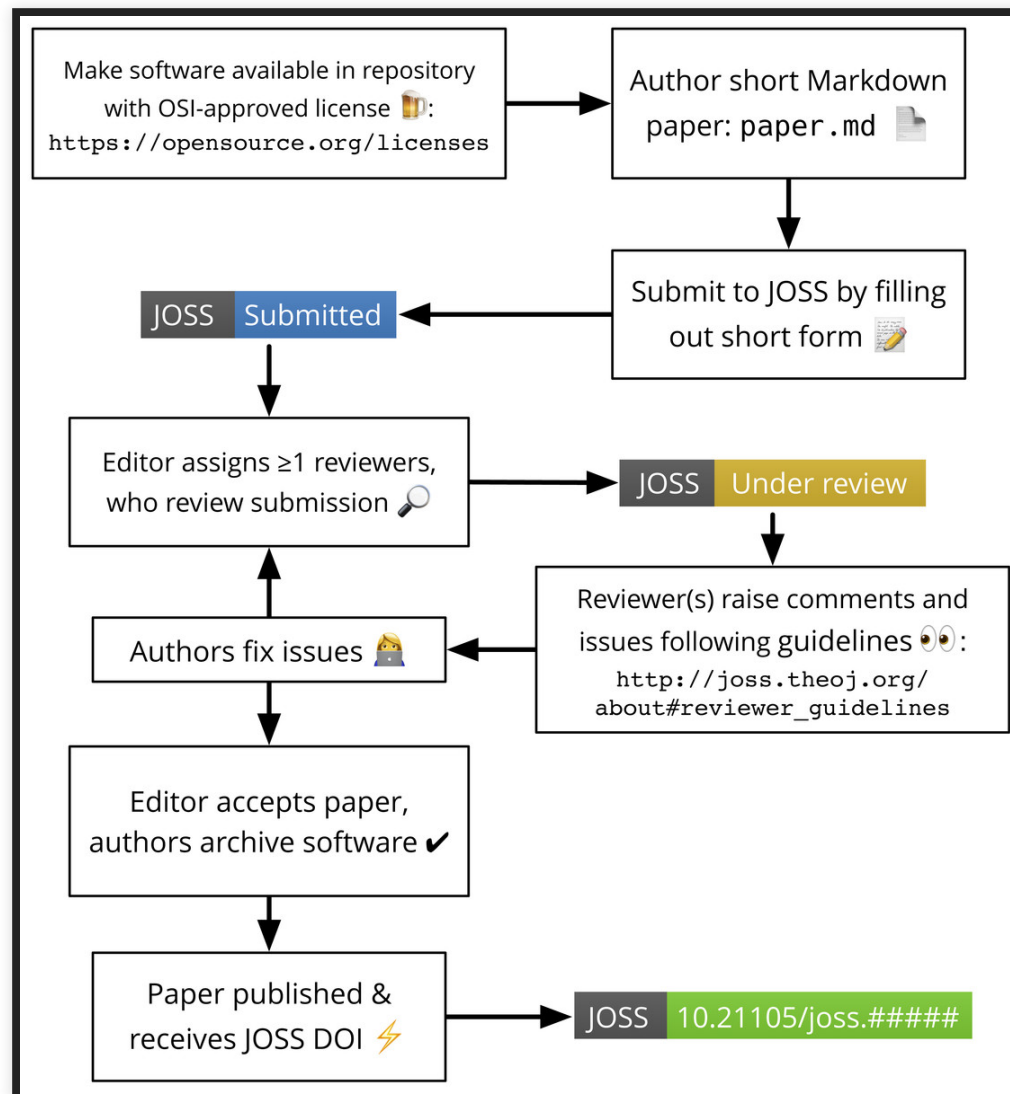 Make software available in repository
with OSI-approved license 🍺:
https://opensource.org/licenses
Author short Markdown
paper: paper.md 📄
Submit to JOSS by filling
out short form 📝
JOSS Submitted
Editor assigns ≥1 reviewers,
who review submission 🔎
JOSS Under review
Reviewer(s) raise comments and
issues following guidelines 👀:
http://joss.theoj.org/
about#reviewer_guidelines
Authors fix issues 👩‍💻
Editor accepts paper,
authors archive software ✔
Paper published &
receives JOSS DOI ⚡
JOSS 10.21105/joss.#####